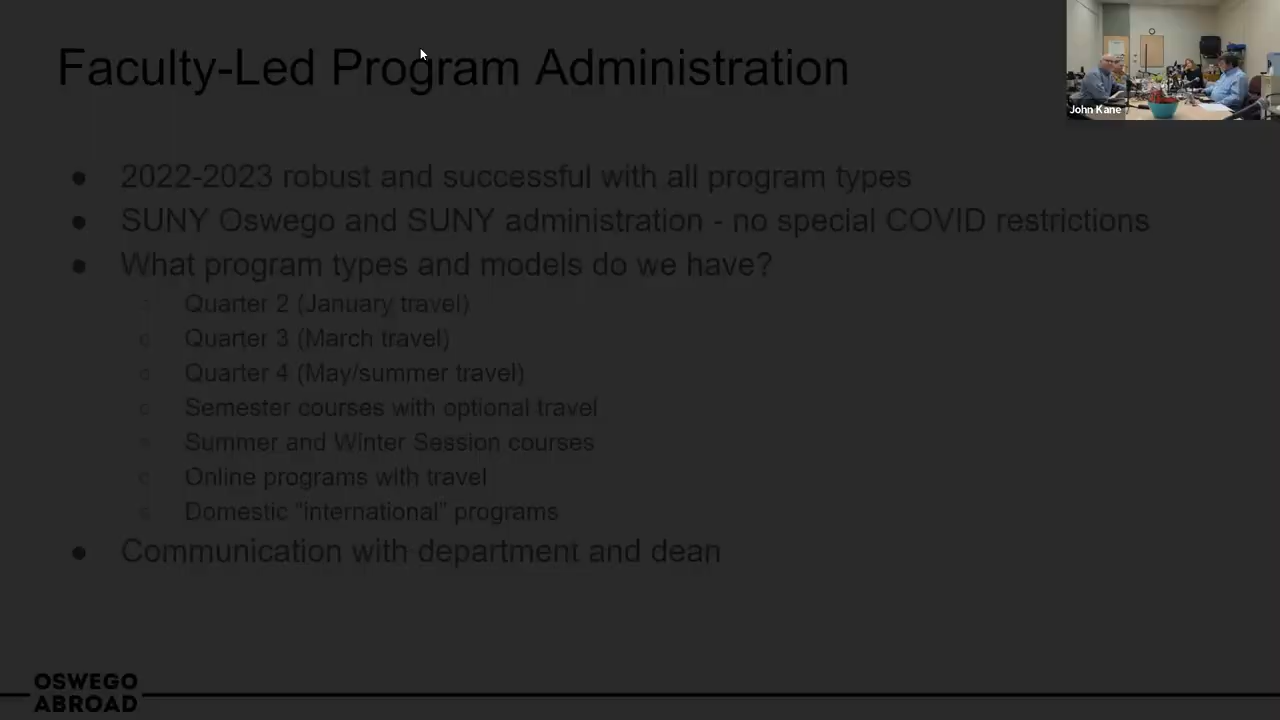 Faculty-Led Program Administration
John Kane
● 2022-2023 robust and successful with all program types
● SUNY Oswego and SUNY administration - no special COVID restrictions
● What program types and models do we have?
○ Quarter 2 (January travel)
○ Quarter 3 (March travel)
○ Quarter 4 (May/summer travel)
○ Semester courses with optional travel
○ Summer and Winter Session courses
○ Online programs with travel
○ Domestic "international" programs
● Communication with department and dean
OSWEGO
ABROAD